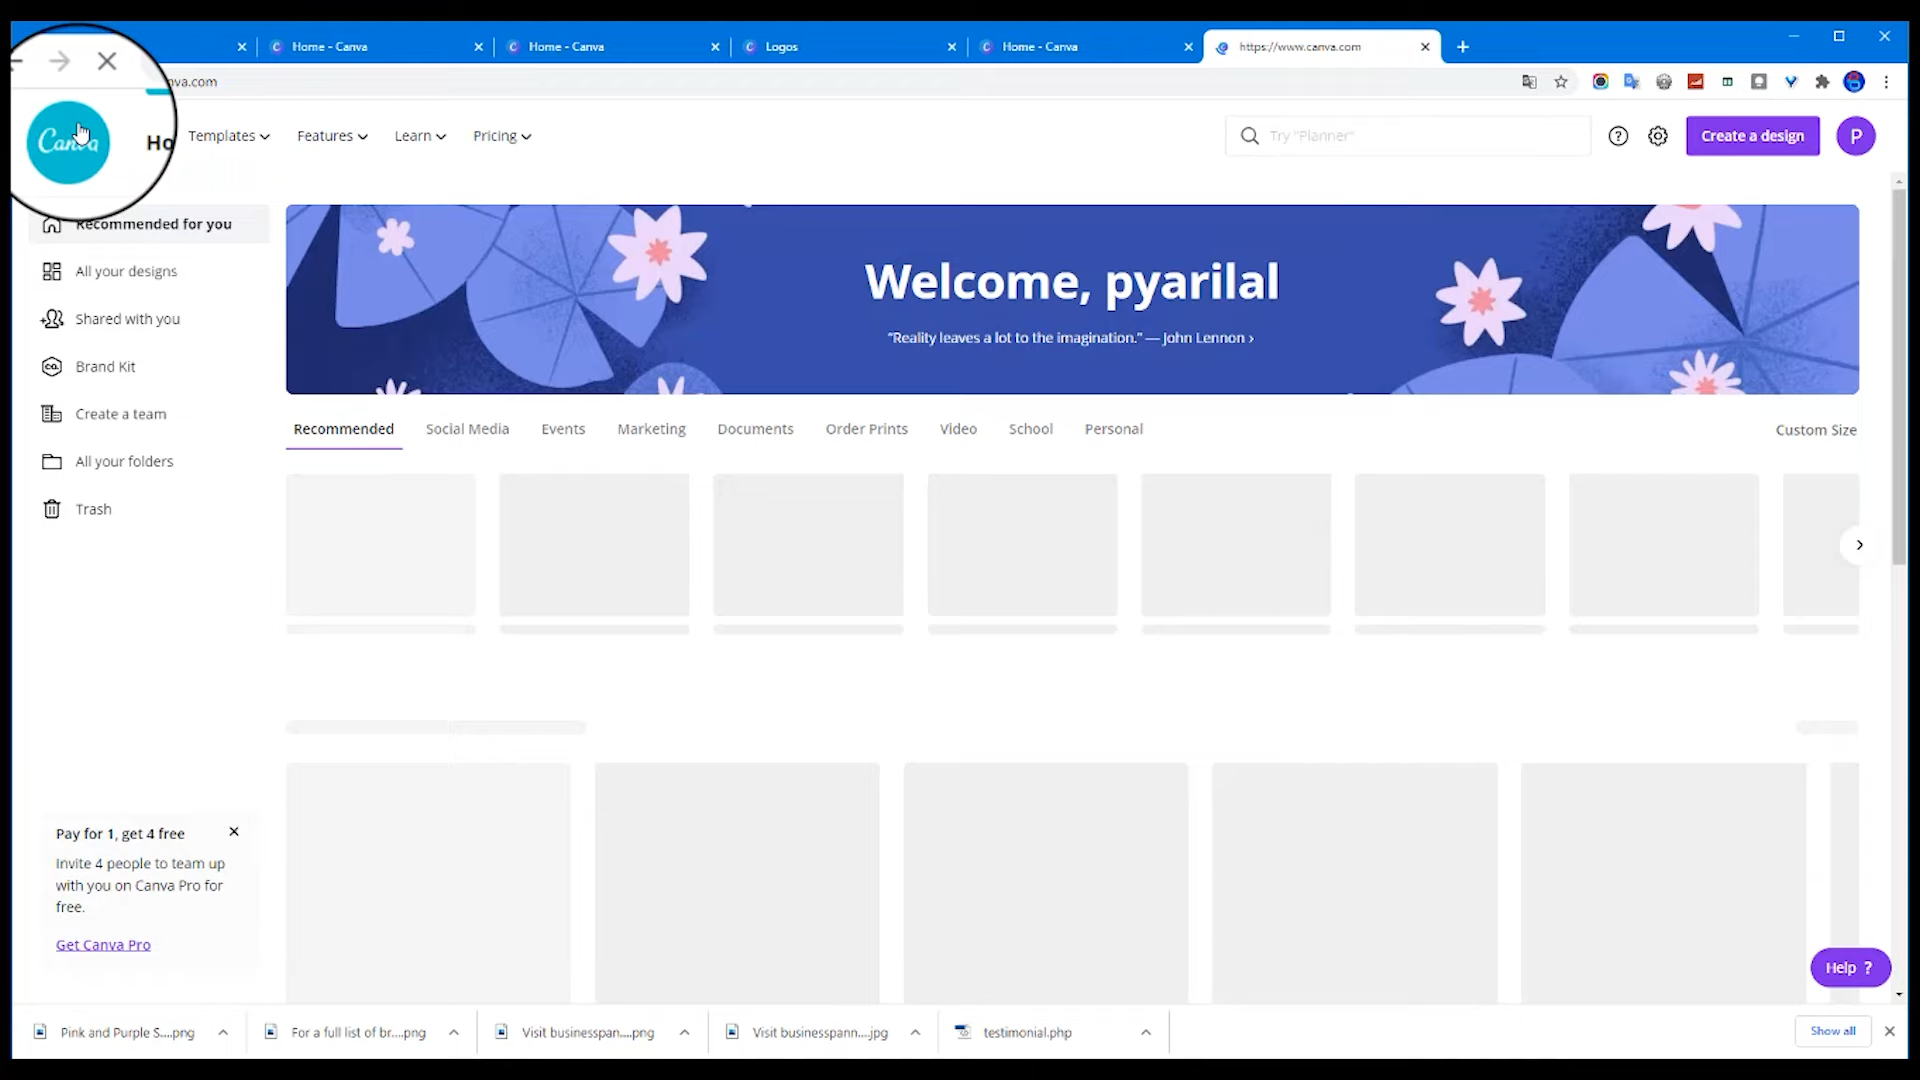 Home - Canva
Home - Canva
Logos
Home - Canva
https://www.canva.com
nva.com
Canva
Ho
Templates
Features
Learn
Pricing
Try "Planner"
Create a design
P
Recommended for you
All your designs
Shared with you
Brand Kit
Create a team
All your folders
Trash
Welcome, pyarilal
“Reality leaves a lot to the imagination.” — John Lennon ›
Recommended
Social Media
Events
Marketing
Documents
Order Prints
Video
School
Personal
Custom Size
Pay for 1, get 4 free
Invite 4 people to team up
with you on Canva Pro for
free.
Get Canva Pro
Help ?
Pink and Purple S....png
For a full list of br....png
Visit businesspan....png
Visit businesspann....jpg
testimonial.php
Show all